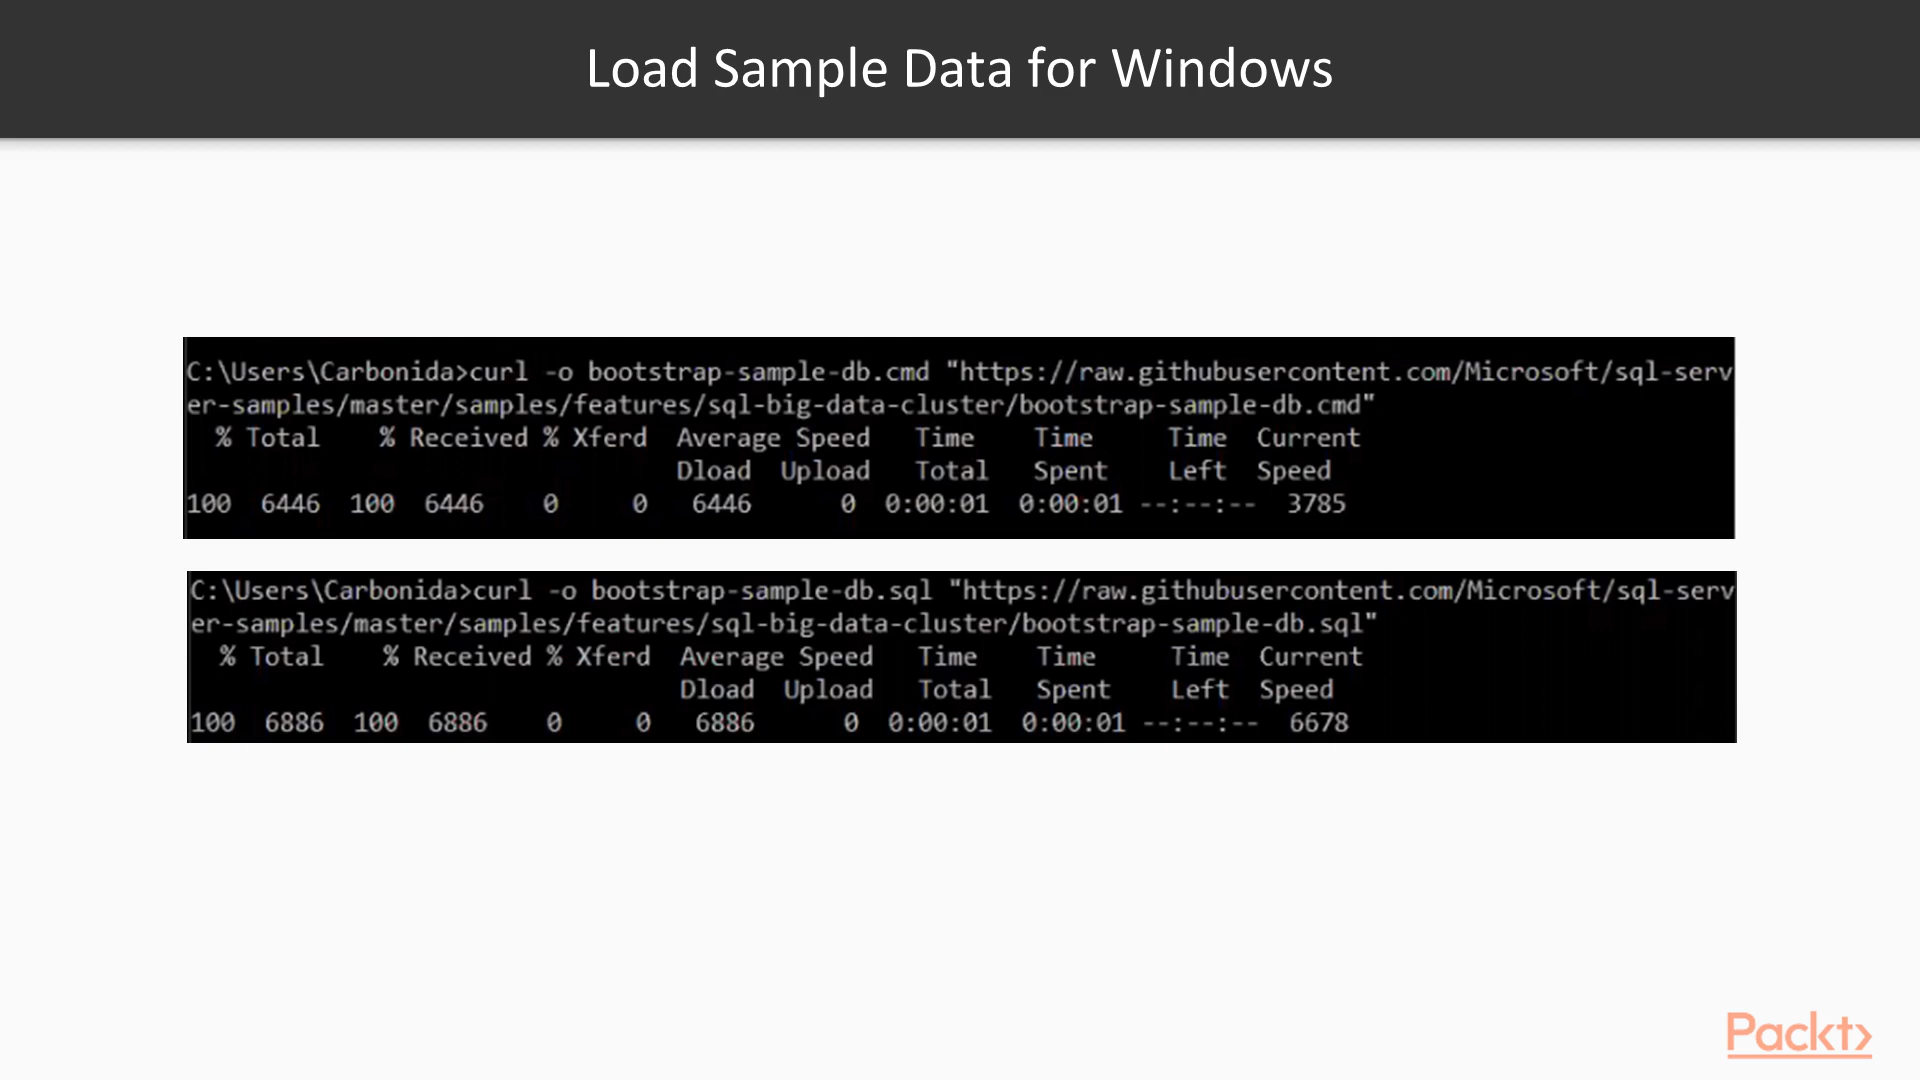 Load Sample Data for Windows
C:\Users\Carbonida>curl -o bootstrap-sample-db.cmd "https://raw.githubusercontent.com/Microsoft/sql-serv
er-samples/master/samples/features/sql-big-data-cluster/bootstrap-sample-db.cmd"
% Total % Received % Xferd Average Speed Time Time Time Current
Dload Upload Total Spent Left Speed
100 6446 100 6446 0 0 6446 0 0:00:01 0:00:01 --:--:-- 3785
C:\Users\Carbonida>curl -o bootstrap-sample-db.sql "https://raw.githubusercontent.com/Microsoft/sql-serv
er-samples/master/samples/features/sql-big-data-cluster/bootstrap-sample-db.sql"
% Total % Received % Xferd Average Speed Time Time Time Current
Dload Upload Total Spent Left Speed
100 6886 100 6886 0 0 6886 0 0:00:01 0:00:01 --:--:-- 6678
Packt>